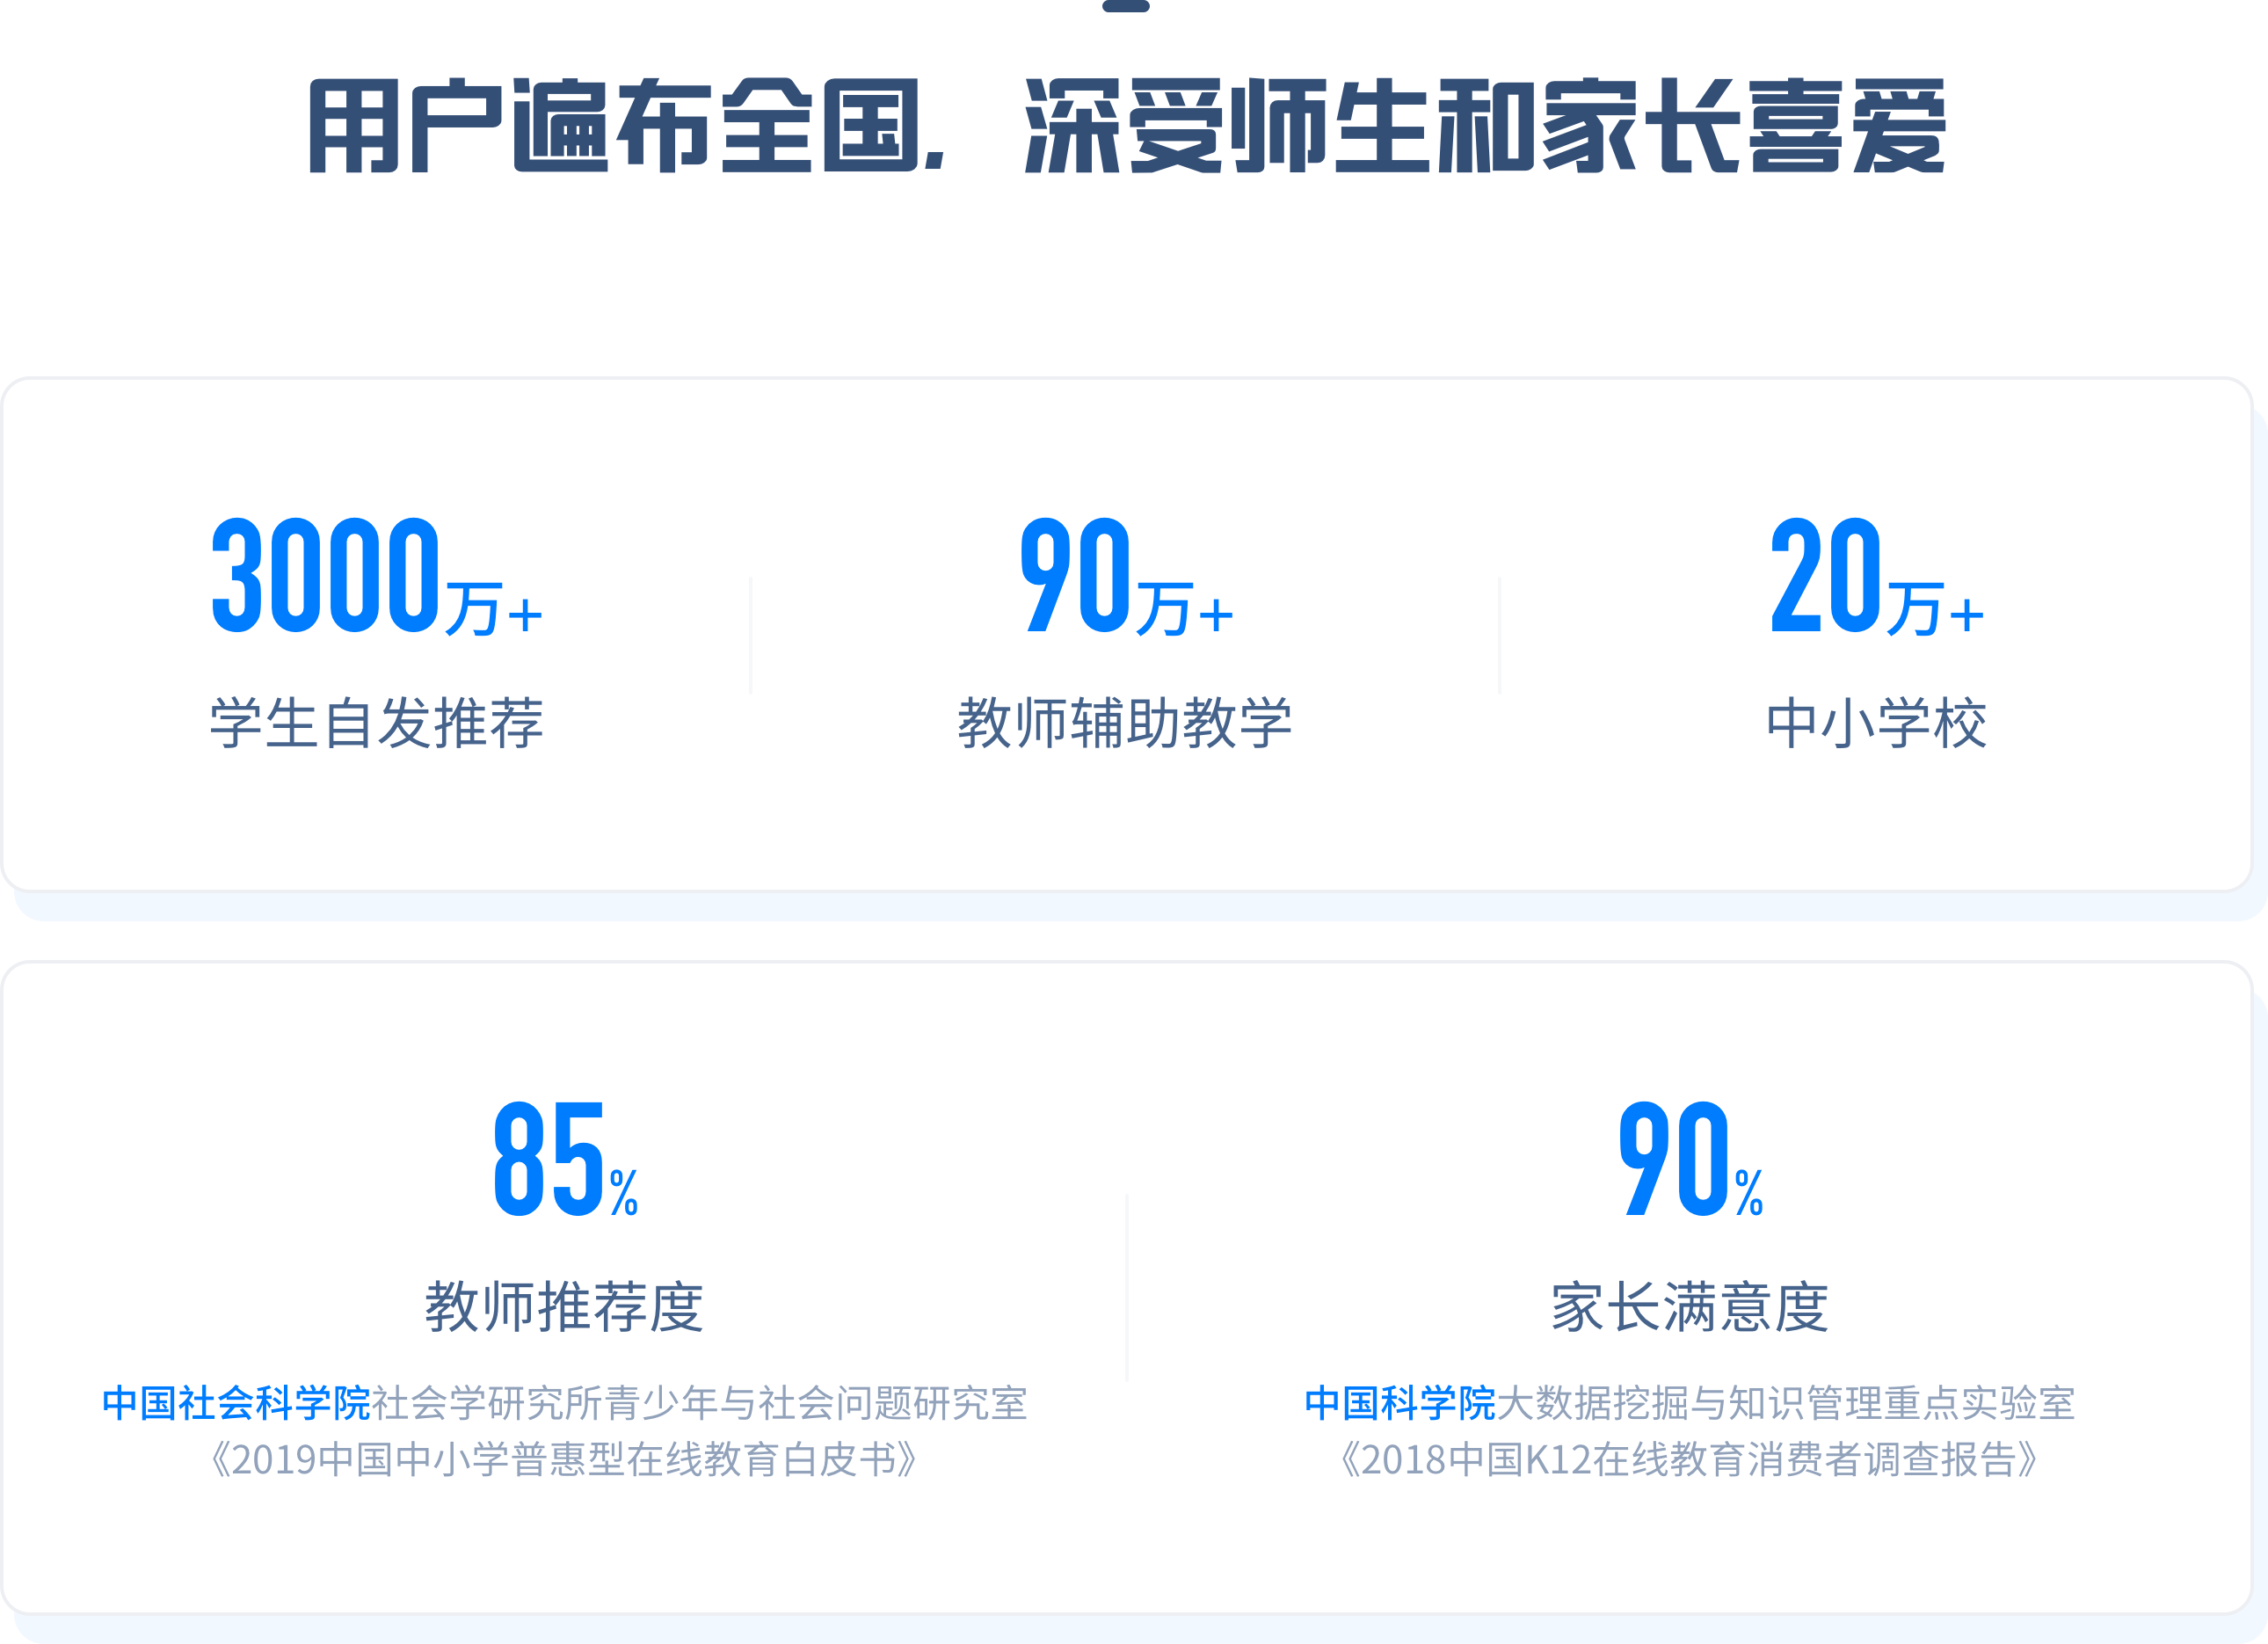 用户遍布全国，深受师生和家长喜爱
3000万+
90万+
20万+
学生自发推荐
教师辅助教学
中小学校
85%
90%
教师推荐度
家长满意度
中国社会科学院社会学研究所青少年与社会问题研究室
《2019中国中小学智慧型在线教育白皮书》
中国科学院大数据挖掘与知识管理重点实验室
《2018中国K12在线教育消费者调查报告》